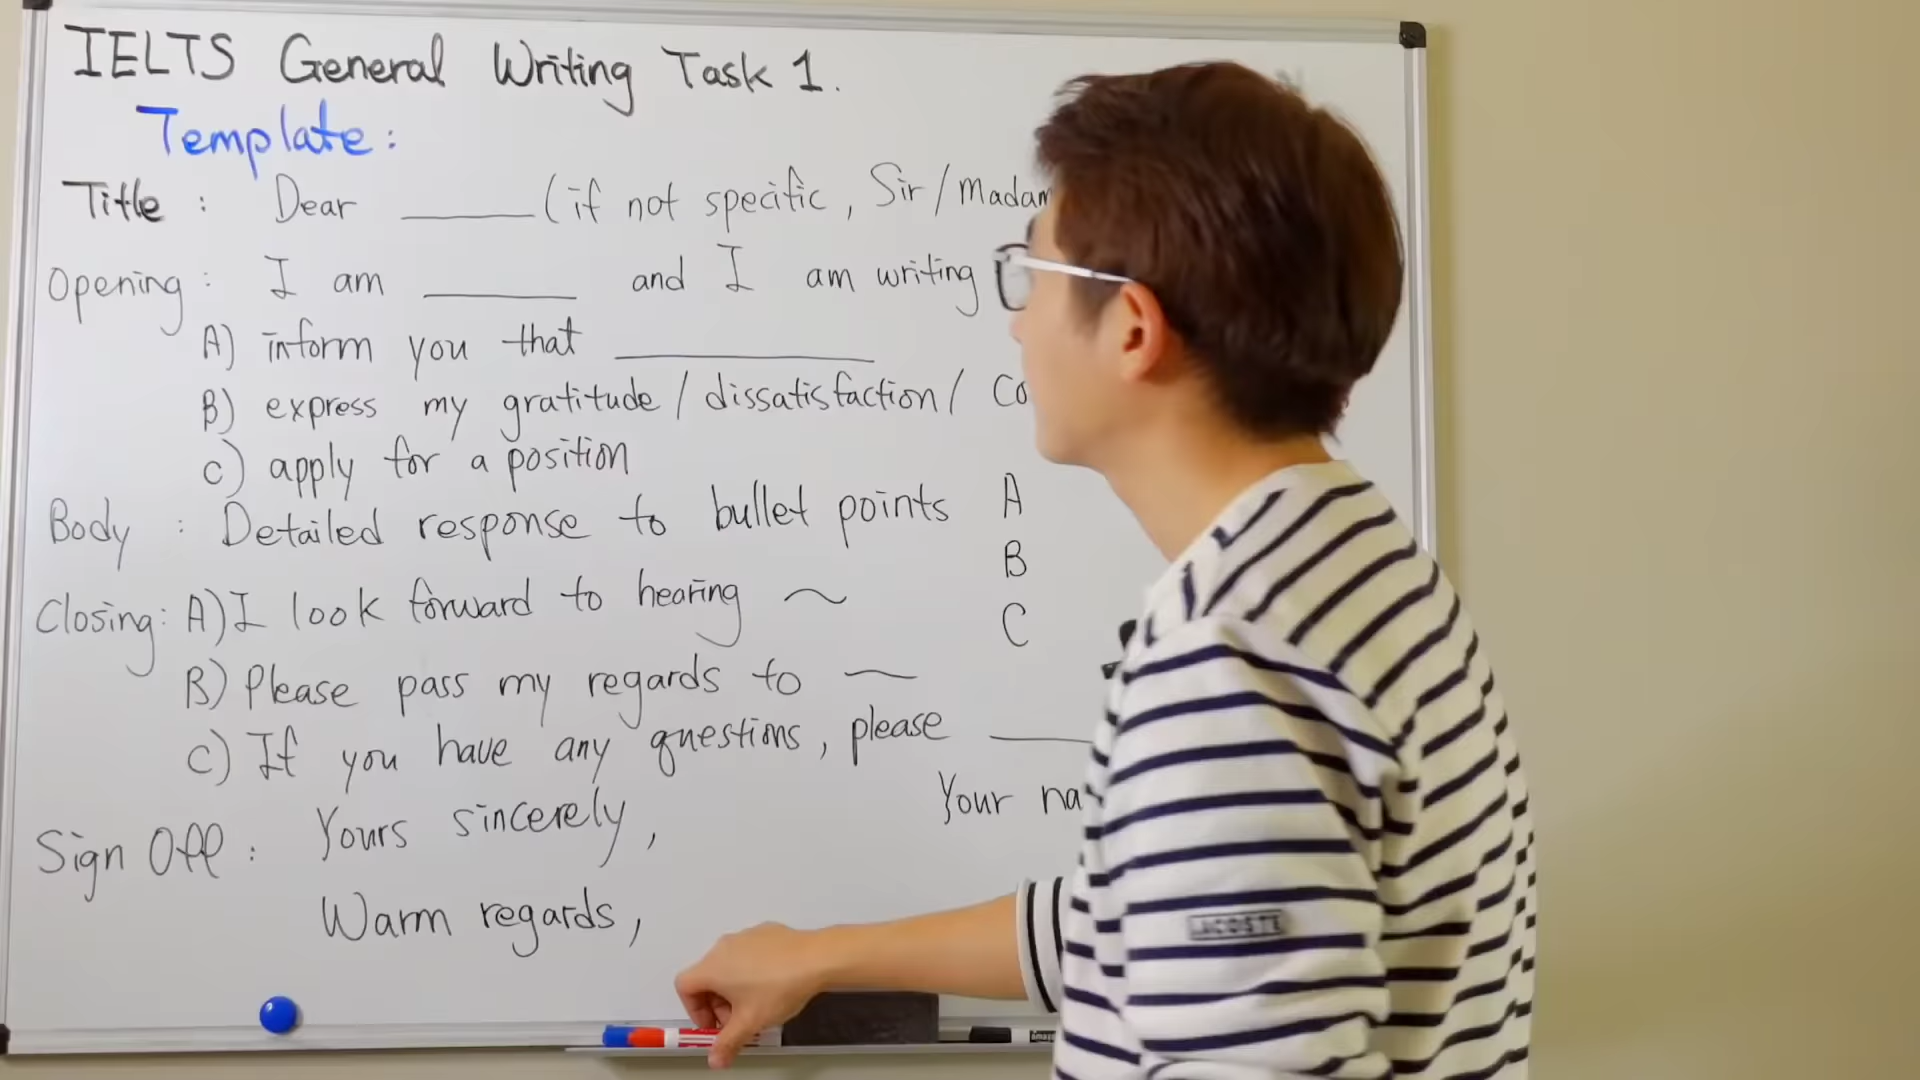 IELTS General Writing Task 1.
Template:
Title : Dear ______ (if not specific, Sir/Madam
Opening : I am ______ and I am writing
A) inform you that ______
B) express my gratitude / dissatisfaction /
C) apply for a position
Body : Detailed response to bullet points A
B
C
Closing: A) I look forward to hearing ~
B) Please pass my regards to ~
C) If you have any questions, please ______
Your
Sign Off : Yours sincerely,
Warm regards,
LACOSTE